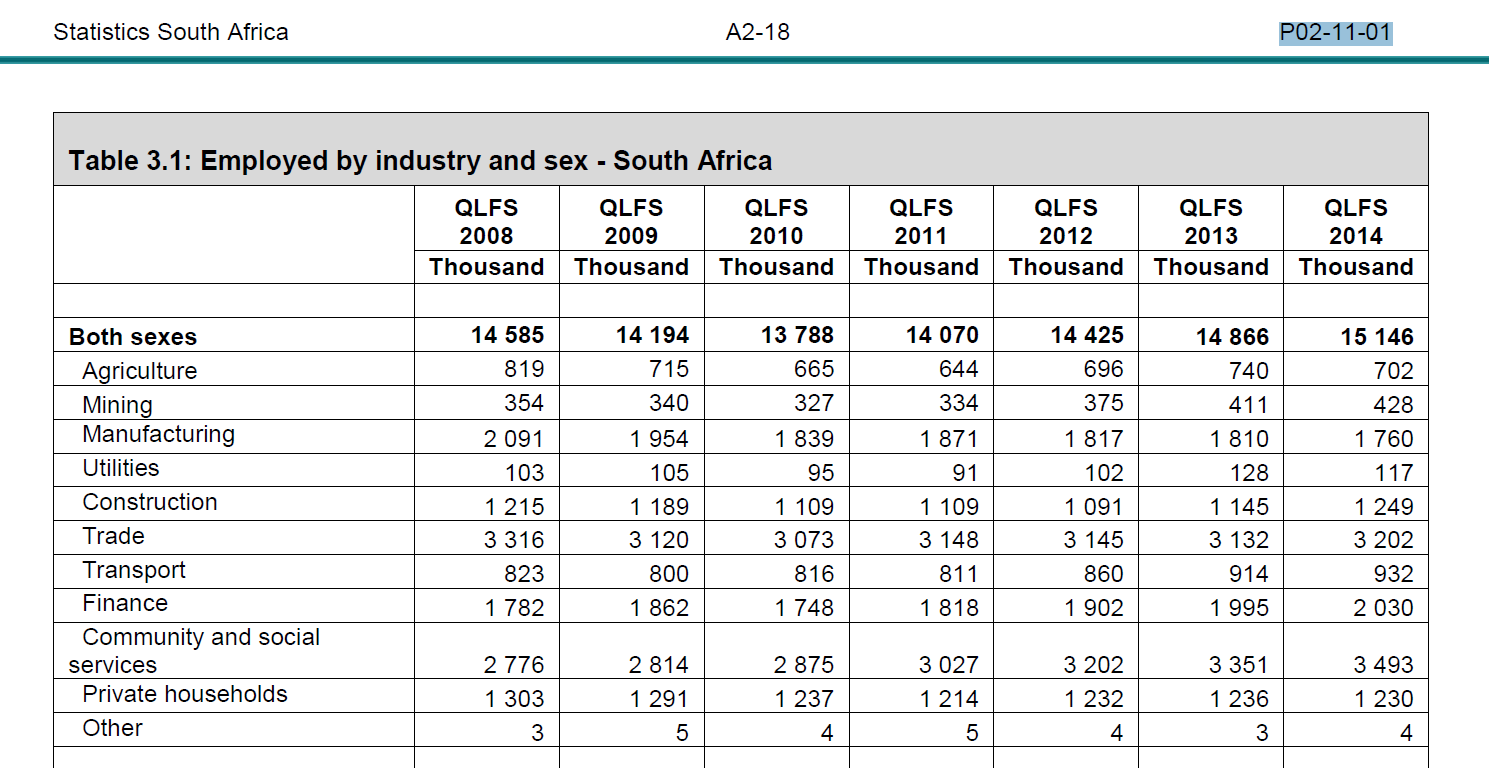 Statistics South Africa A2-18 P02-11-01
Table 3.1: Employed by industry and sex - South Africa
QLFS QLFS QLFS QLFS QLFS QLFS QLFS
2008 2009 2010 2011 2012 2013 2014
Thousand Thousand Thousand Thousand Thousand Thousand Thousand
Both sexes 14 585 14 194 13 788 14 070 14 425 14 866 15 146
Agriculture 819 715 665 644 696 740 702
Mining 354 340 327 334 375 411 428
Manufacturing 2 091 1 954 1 839 1 871 1 817 1 810 1 760
Utilities 103 105 95 91 102 128 117
Construction 1 215 1 189 1 109 1 109 1 091 1 145 1 249
Trade 3 316 3 120 3 073 3 148 3 145 3 132 3 202
Transport 823 800 816 811 860 914 932
Finance 1 782 1 862 1 748 1 818 1 902 1 995 2 030
Community and social
services 2 776 2 814 2 875 3 027 3 202 3 351 3 493
Private households 1 303 1 291 1 237 1 214 1 232 1 236 1 230
Other 3 5 4 5 4 3 4